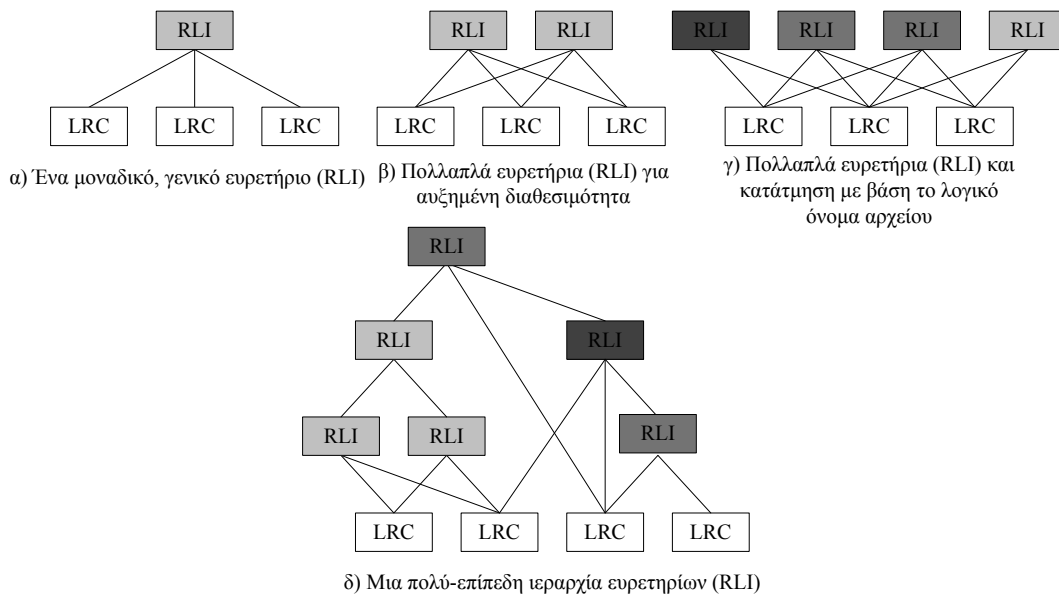 RLI
LRC LRC LRC
α) Ένα μοναδικό, γενικό ευρετήριο (RLI)
RLI RLI
LRC LRC LRC
β) Πολλαπλά ευρετήρια (RLI) για
αυξημένη διαθεσιμότητα
RLI RLI RLI RLI
LRC LRC LRC
γ) Πολλαπλά ευρετήρια (RLI) και
κατάτμηση με βάση το λογικό
όνομα αρχείου
RLI
RLI RLI
RLI RLI RLI
LRC LRC LRC LRC
δ) Μια πολύ-επίπεδη ιεραρχία ευρετηρίων (RLI)